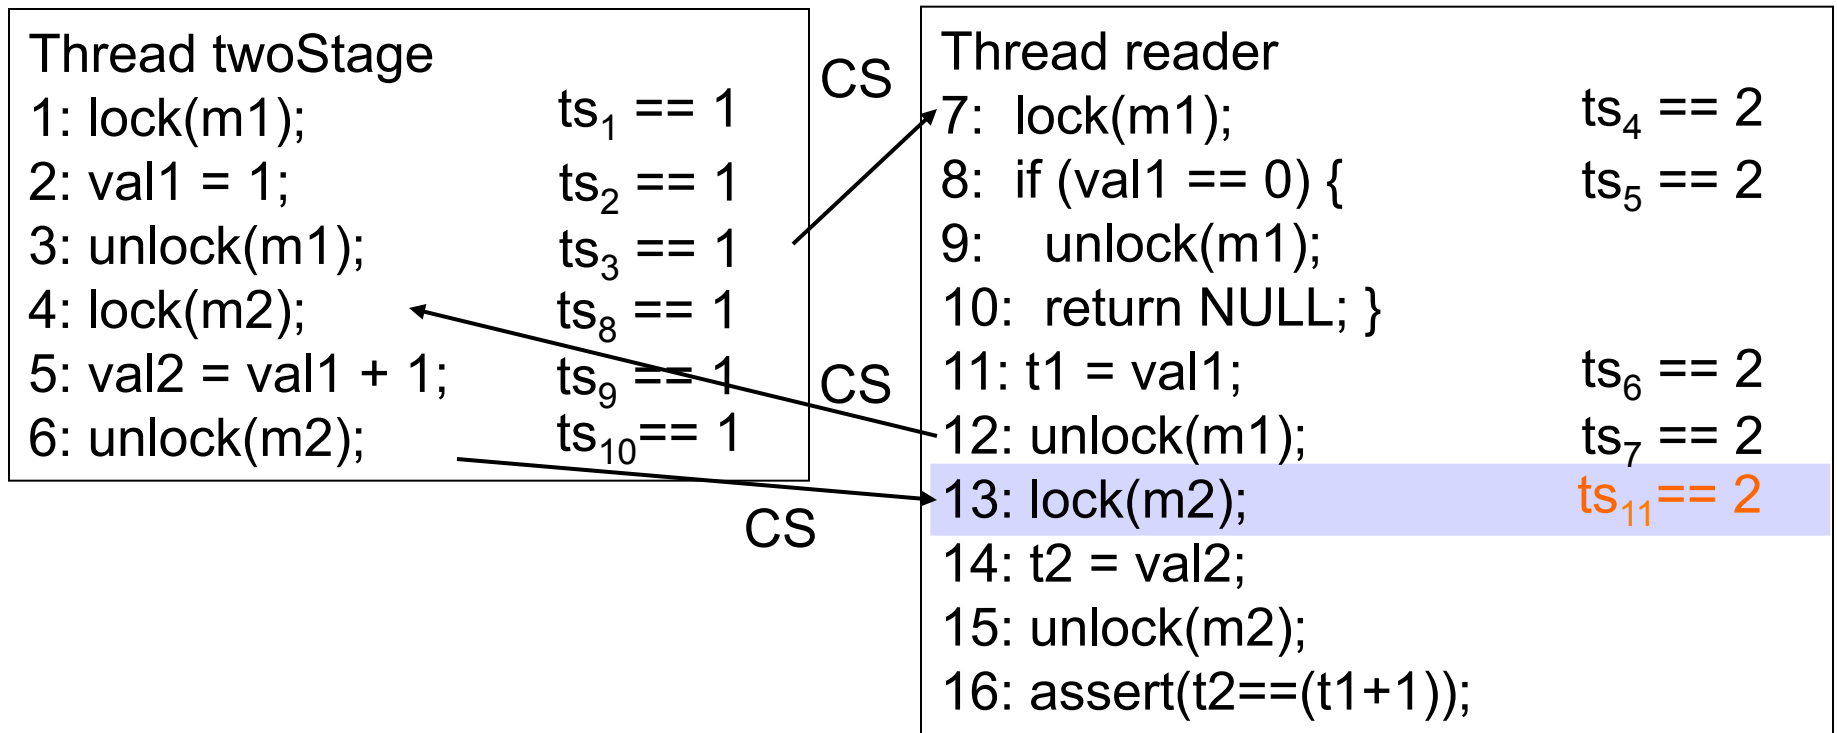 Thread twoStage
1: lock(m1); ts1 == 1
2: val1 = 1; ts2 == 1
3: unlock(m1); ts3 == 1
4: lock(m2); ts8 == 1
5: val2 = val1 + 1; ts9 == 1
6: unlock(m2); ts10== 1
CS
CS
CS
Thread reader
7: lock(m1); ts4 == 2
8: if (val1 == 0) { ts5 == 2
9: unlock(m1);
10: return NULL; }
11: t1 = val1; ts6 == 2
12: unlock(m1); ts7 == 2
13: lock(m2); ts11== 2
14: t2 = val2;
15: unlock(m2);
16: assert(t2==(t1+1));